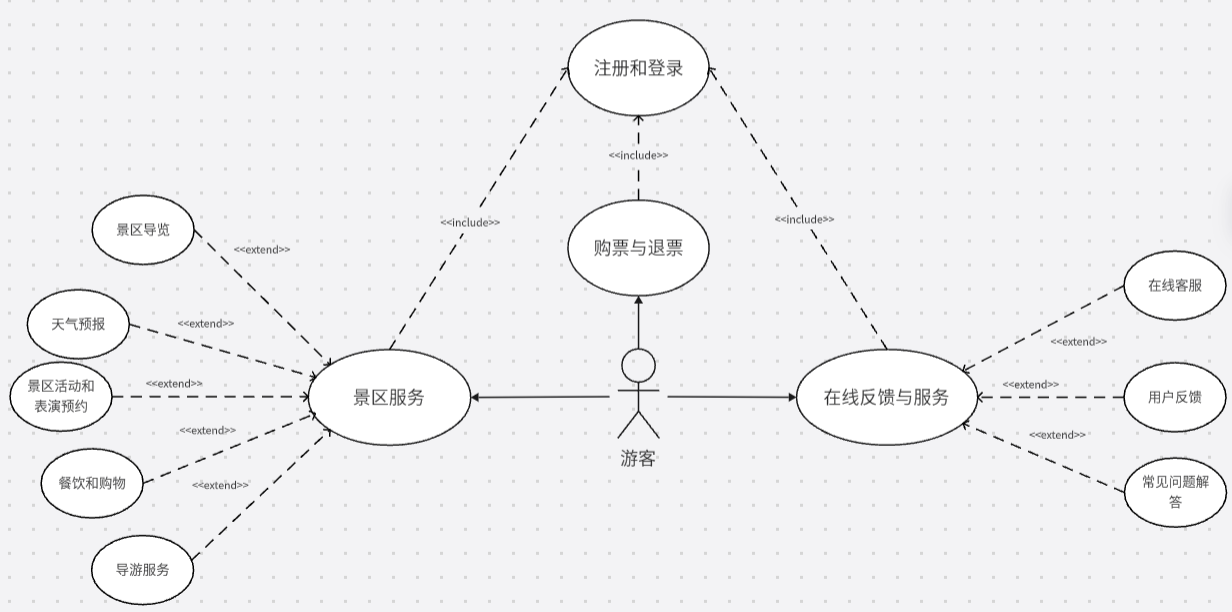 注册和登录
<<include>>
购票与退票
<<include>>
<<include>>
景区导览
<<extend>>
天气预报
<<extend>>
景区活动和
表演预约
<<extend>>
餐饮和购物
<<extend>>
导游服务
<<extend>>
景区服务
游客
在线反馈与服务
在线客服
<<extend>>
用户反馈
<<extend>>
常见问题解
答
<<extend>>